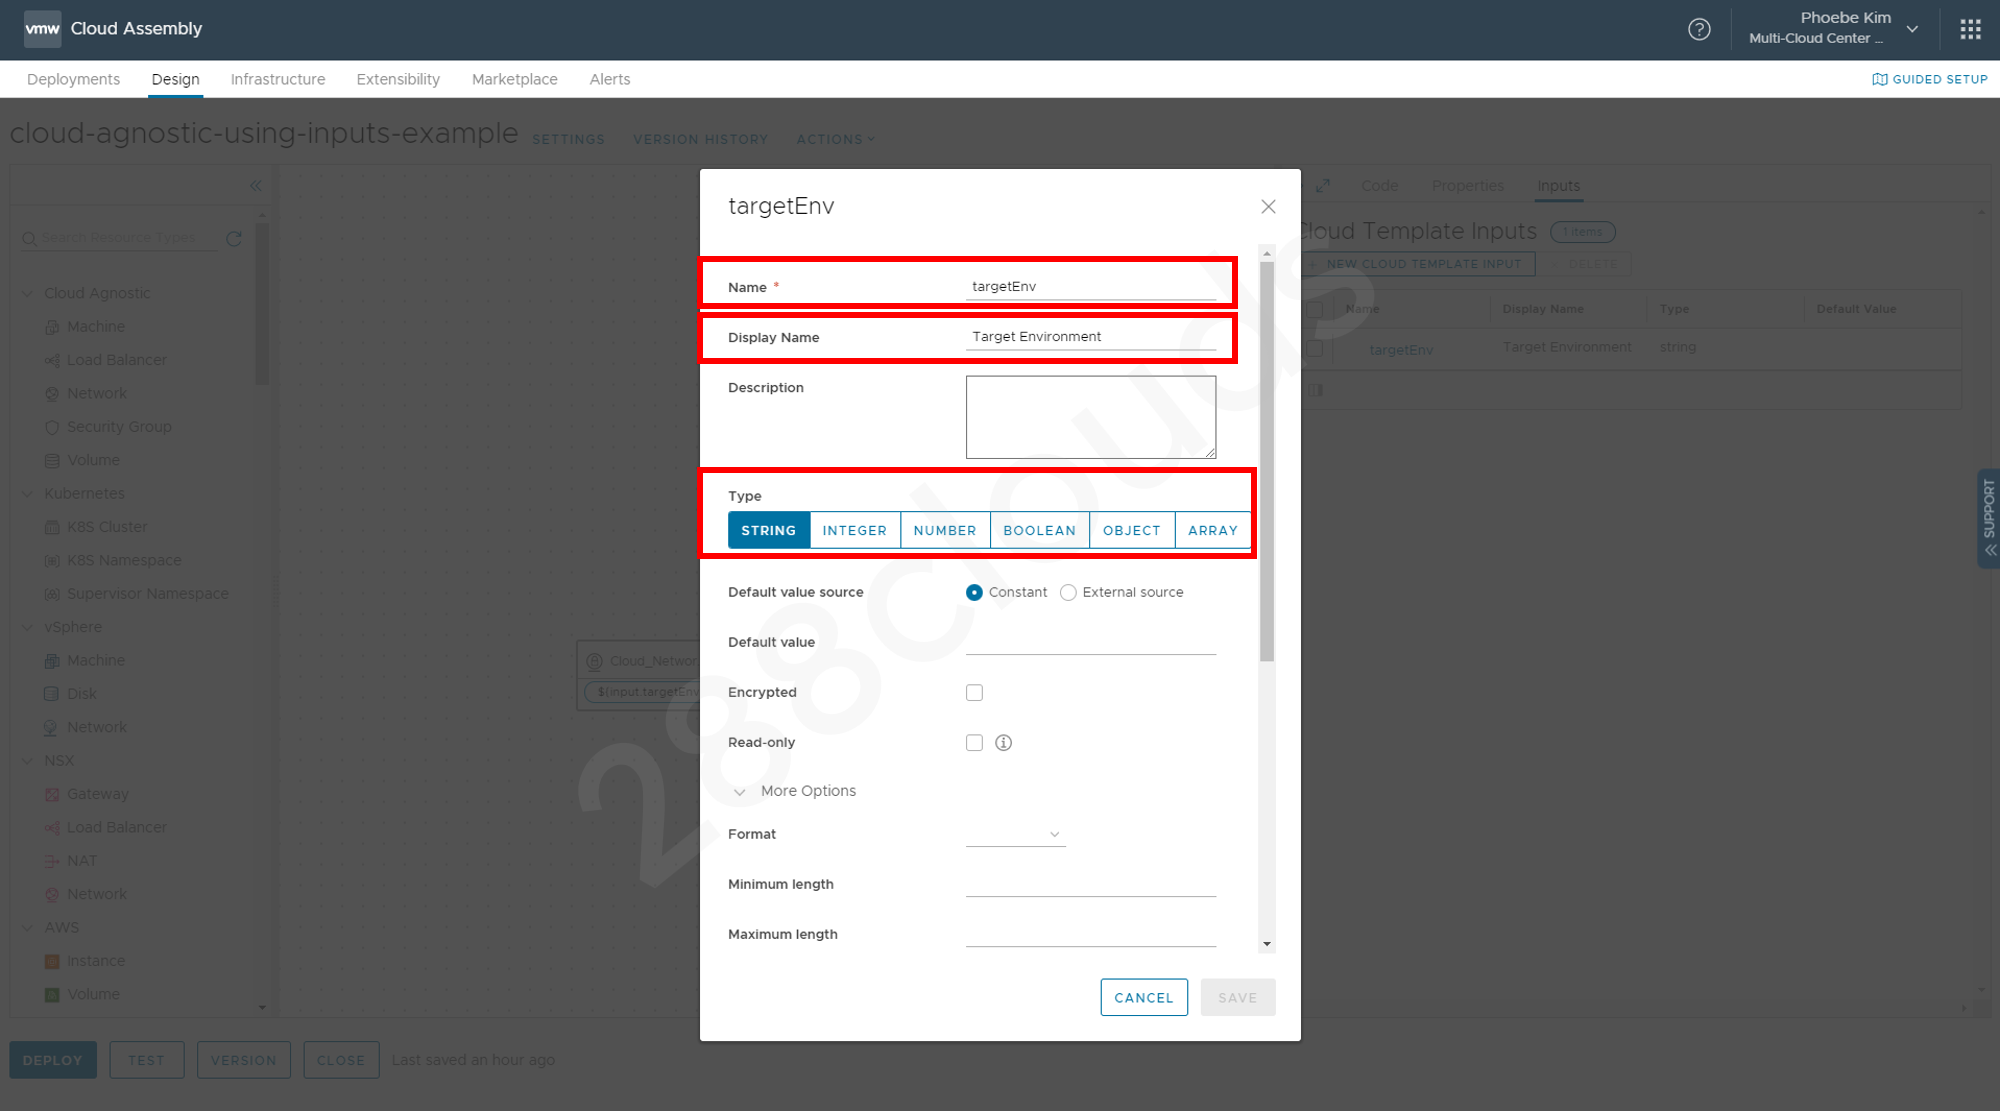 vmw Cloud Assembly
Phoebe Kim
Multi-Cloud Center ...
Deployments Design Infrastructure Extensibility Marketplace Alerts
GUIDED SETUP
cloud-agnostic-using-inputs-example SETTINGS VERSION HISTORY ACTIONS
Search Resource Types
Cloud Agnostic
Machine
Load Balancer
Network
Security Group
Volume
Kubernetes
K8S Cluster
K8S Namespace
Supervisor Namespace
vSphere
Machine
Disk
Network
NSX
Gateway
Load Balancer
NAT
Network
AWS
Instance
Volume
Cloud_Networ
${input.targetEnv
targetEnv
Name *
targetEnv
Display Name
Target Environment
Description
Type
STRING INTEGER NUMBER BOOLEAN OBJECT ARRAY
Default value source
Constant External source
Default value
Encrypted
Read-only
More Options
Format
Minimum length
Maximum length
CANCEL SAVE
Code Properties Inputs
Cloud Template Inputs 1 items
+ NEW CLOUD TEMPLATE INPUT DELETE
Name Display Name Type Default Value
targetEnv Target Environment string
SUPPORT
DEPLOY TEST VERSION CLOSE Last saved an hour ago
288clouds